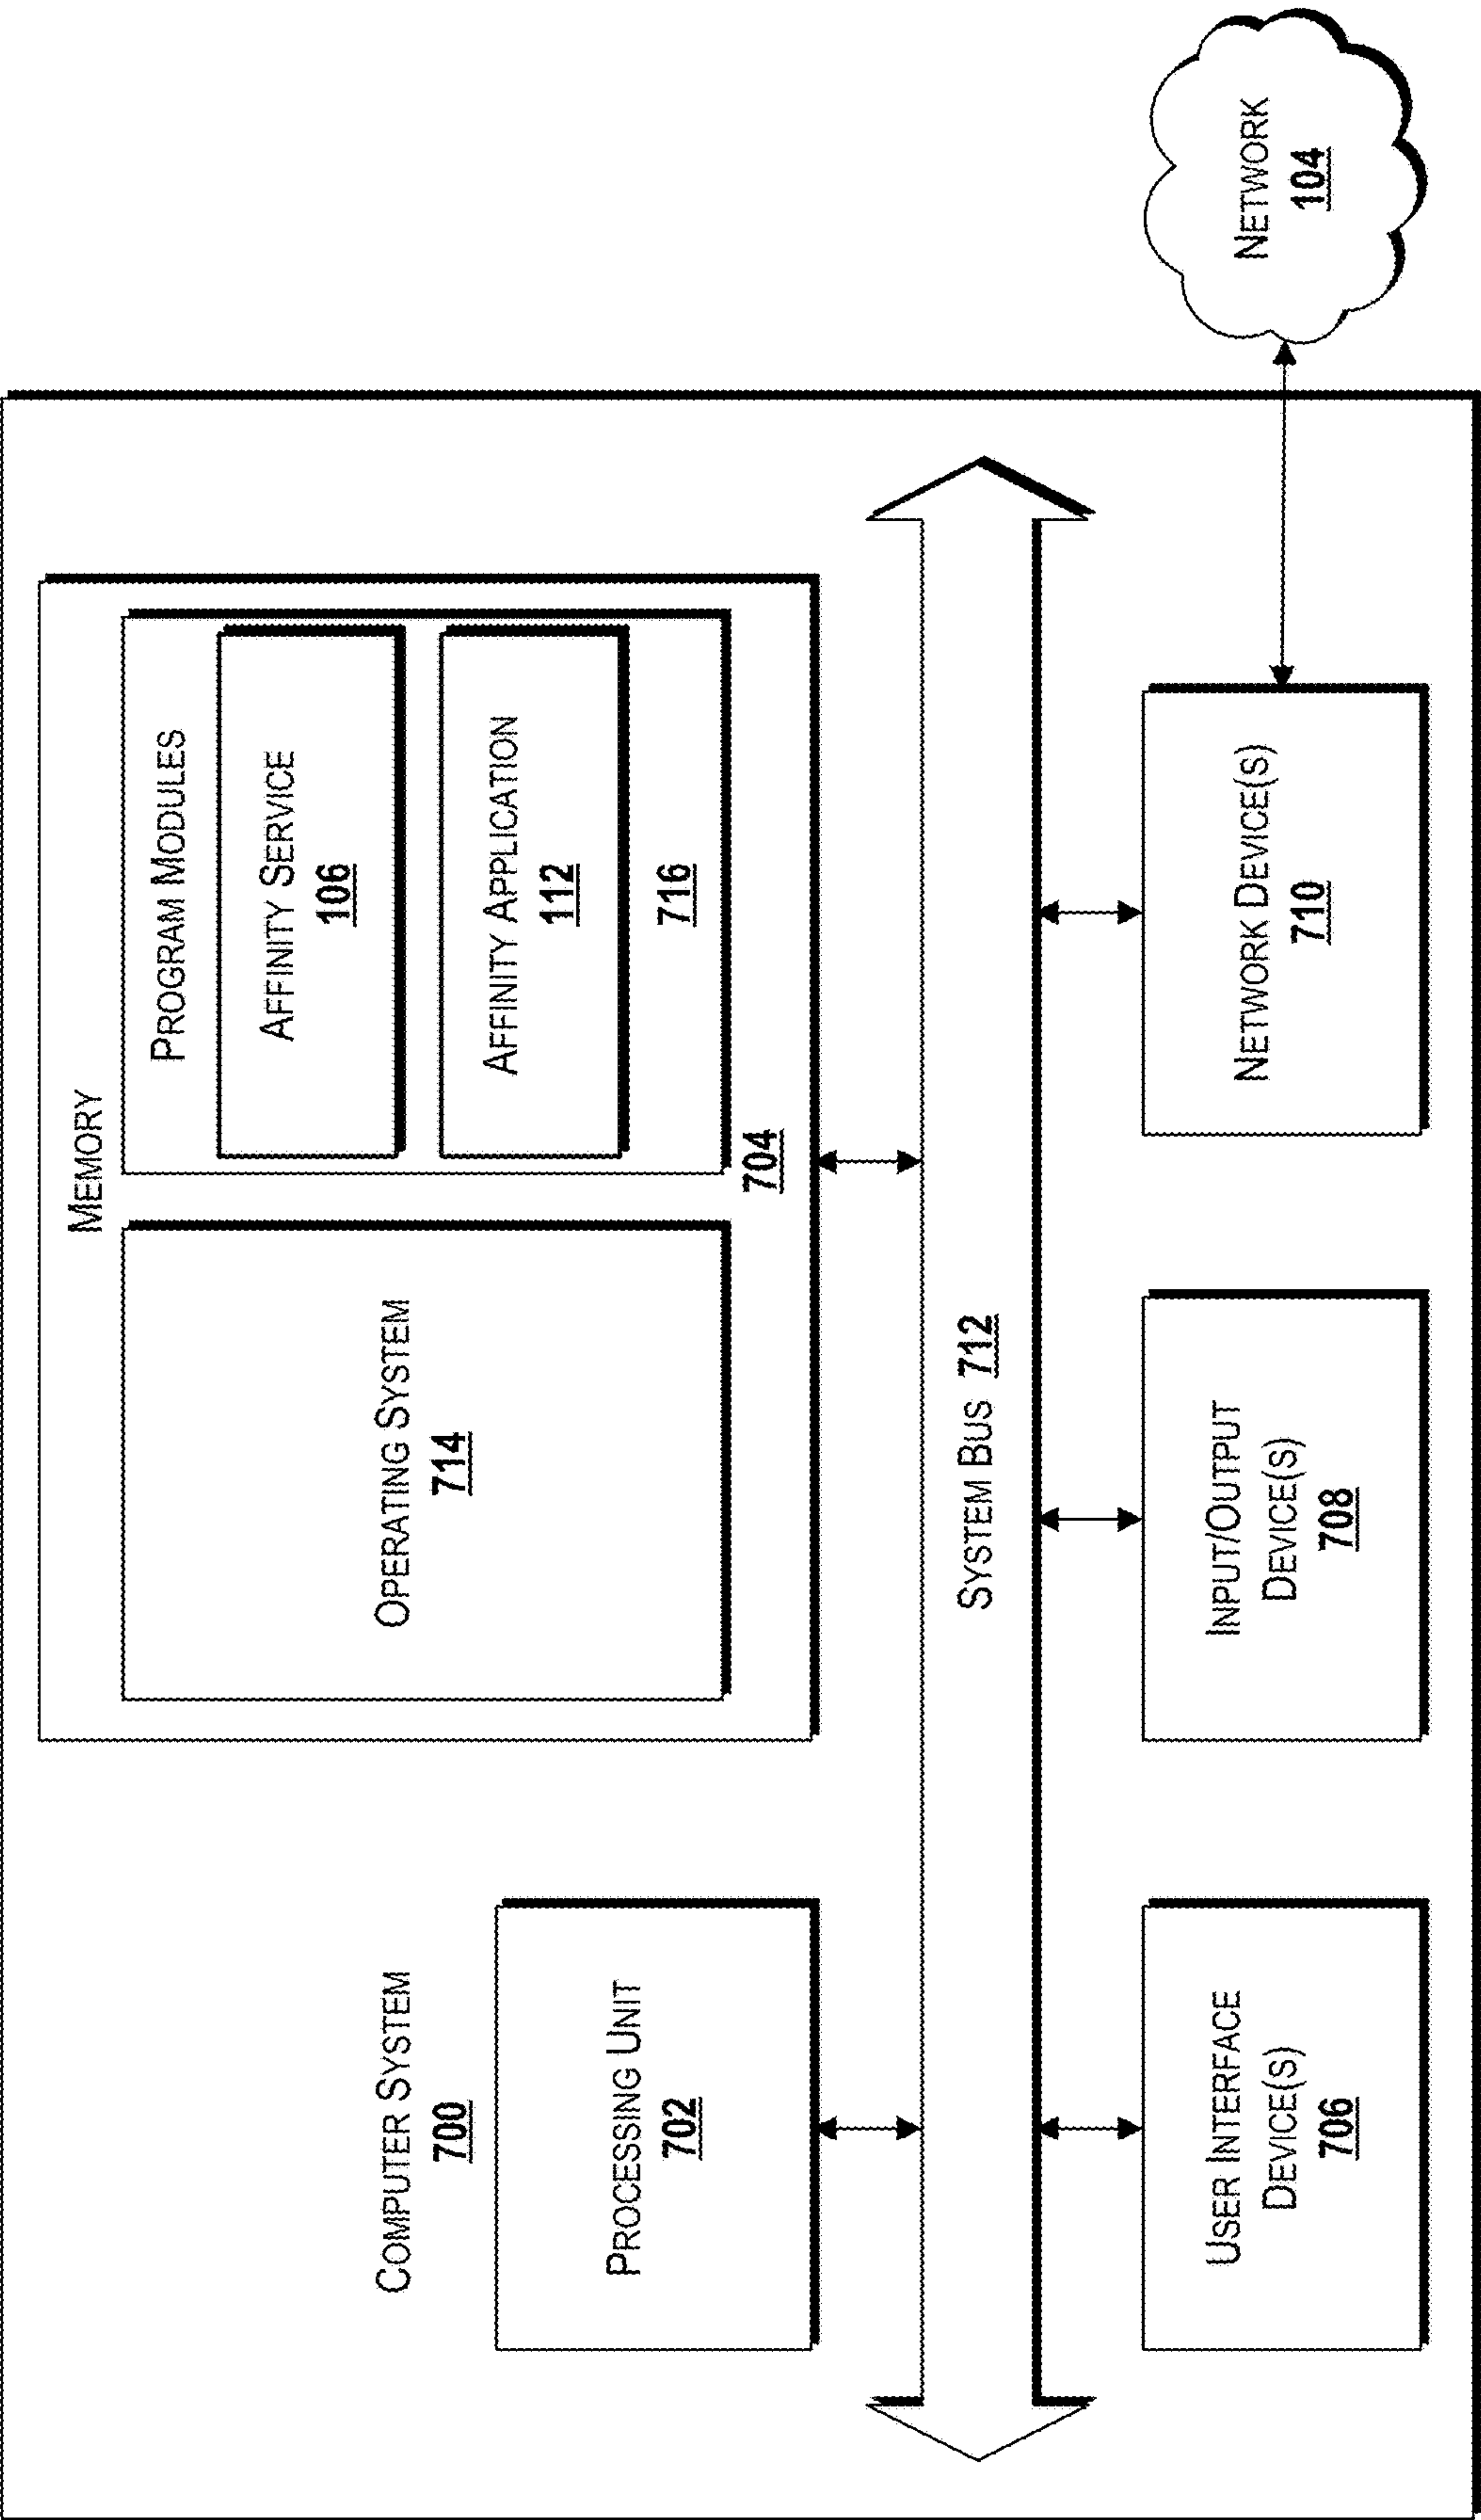 COMPUTER SYSTEM
700
PROCESSING UNIT
702
MEMORY
OPERATING SYSTEM
714
PROGRAM MODULES
AFFINITY SERVICE
106
AFFINITY APPLICATION
112
716
704
SYSTEM BUS 712
USER INTERFACE
DEVICE(S)
706
INPUT/OUTPUT
DEVICE(S)
708
NETWORK DEVICE(S)
710
NETWORK
104